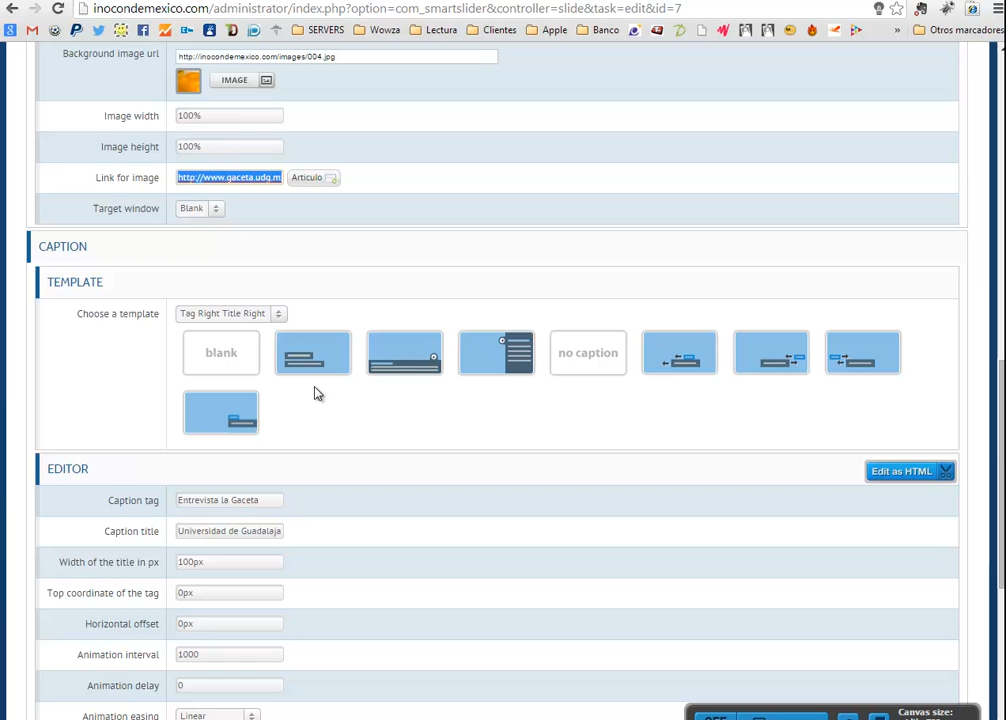 inocondemexico.com/administrator/index.php?option=com_smartslider&controller=slide&task=edit&id=7
SERVERS Wowza Lectura Clientes Apple Banco » Otros marcadores
Background image url http://inocondemexico.com/images/004.jpg
IMAGE
Image width 100%
Image height 100%
Link for image http://www.gaceta.udg.m Articulo
Target window Blank
CAPTION
TEMPLATE
Choose a template Tag Right Title Right
blank no caption
EDITOR Edit as HTML
Caption tag Entrevista la Gaceta
Caption title Universidad de Guadalaja
Width of the title in px 100px
Top coordinate of the tag 0px
Horizontal offset 0px
Animation interval 1000
Animation delay 0
Animation easing Linear
Canvas size: